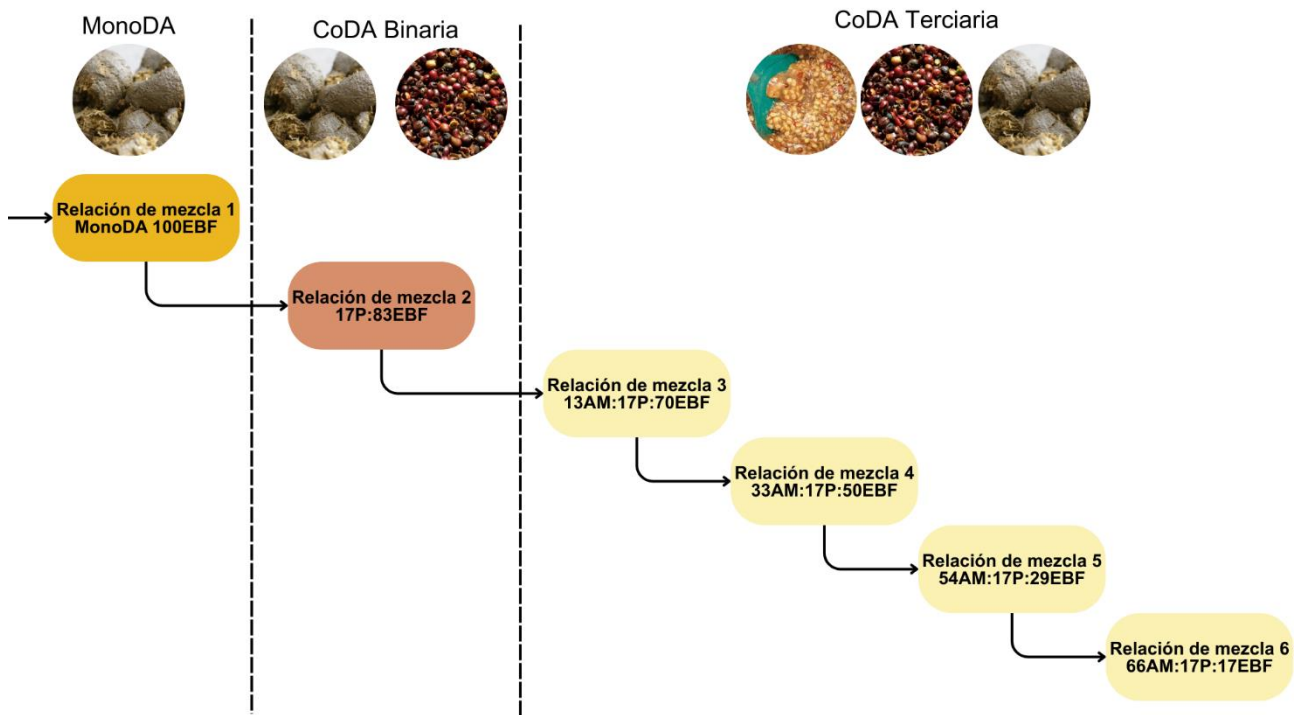 MonoDA
CoDA Binaria
CoDA Terciaria
Relación de mezcla 1
MonoDA 100EBF
Relación de mezcla 2
17P:83EBF
Relación de mezcla 3
13AM:17P:70EBF
Relación de mezcla 4
33AM:17P:50EBF
Relación de mezcla 5
54AM:17P:29EBF
Relación de mezcla 6
66AM:17P:17EBF